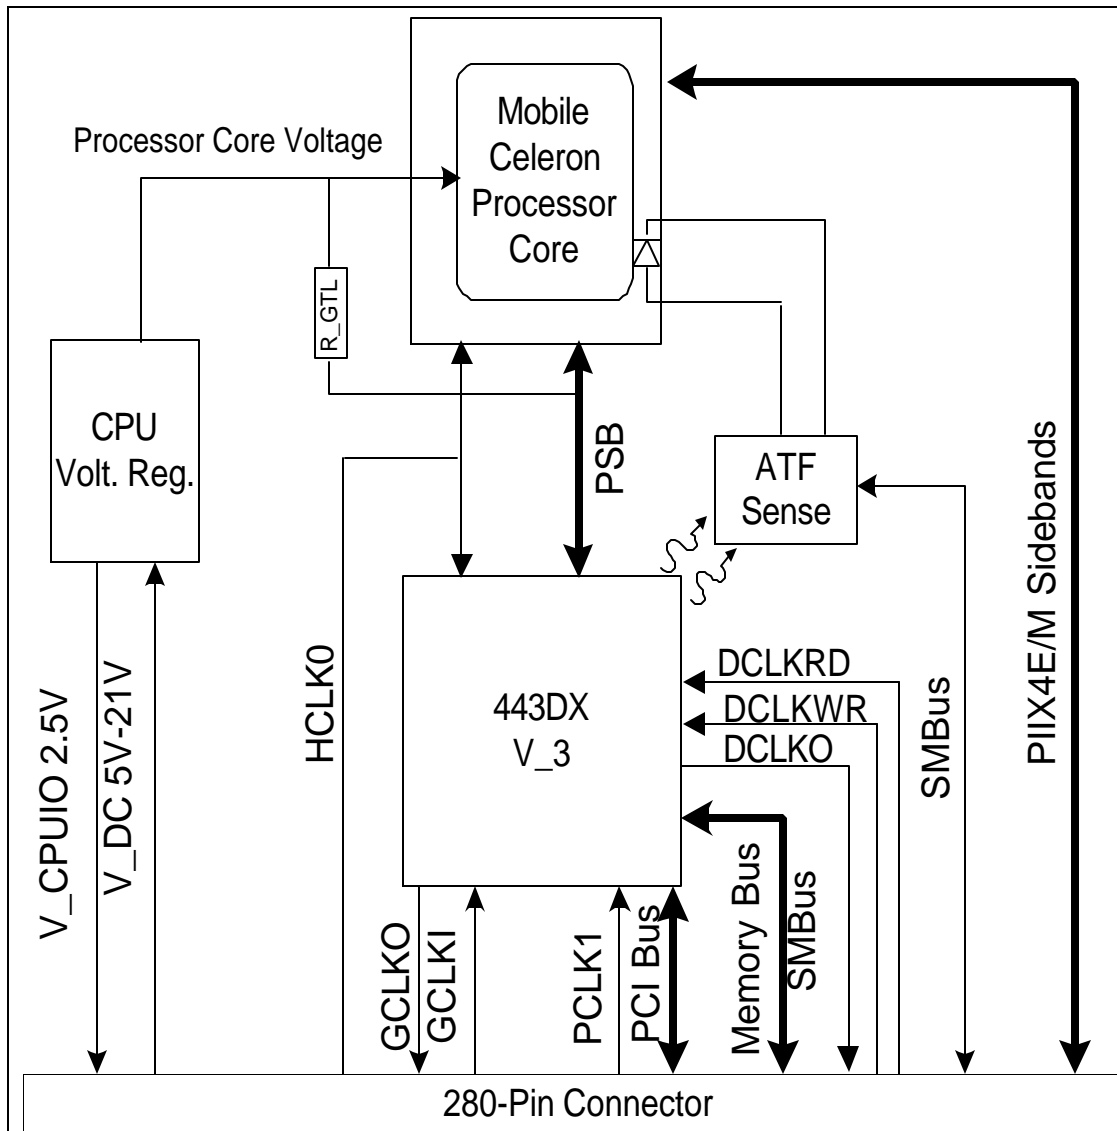 Mobile
Celeron
Processor
Core
Processor Core Voltage
R_GTL
CPU
Volt. Reg.
PSB
ATF
Sense
PIIX4E/M Sidebands
HCLK0
V_CPUIO 2.5V
V_DC 5V-21V
443DX
V_3
DCLKRD
DCLKWR
DCLKO
SMBus
GCLKO
GCLKI
PCLK1
PCI Bus
Memory Bus
SMBus
280-Pin Connector